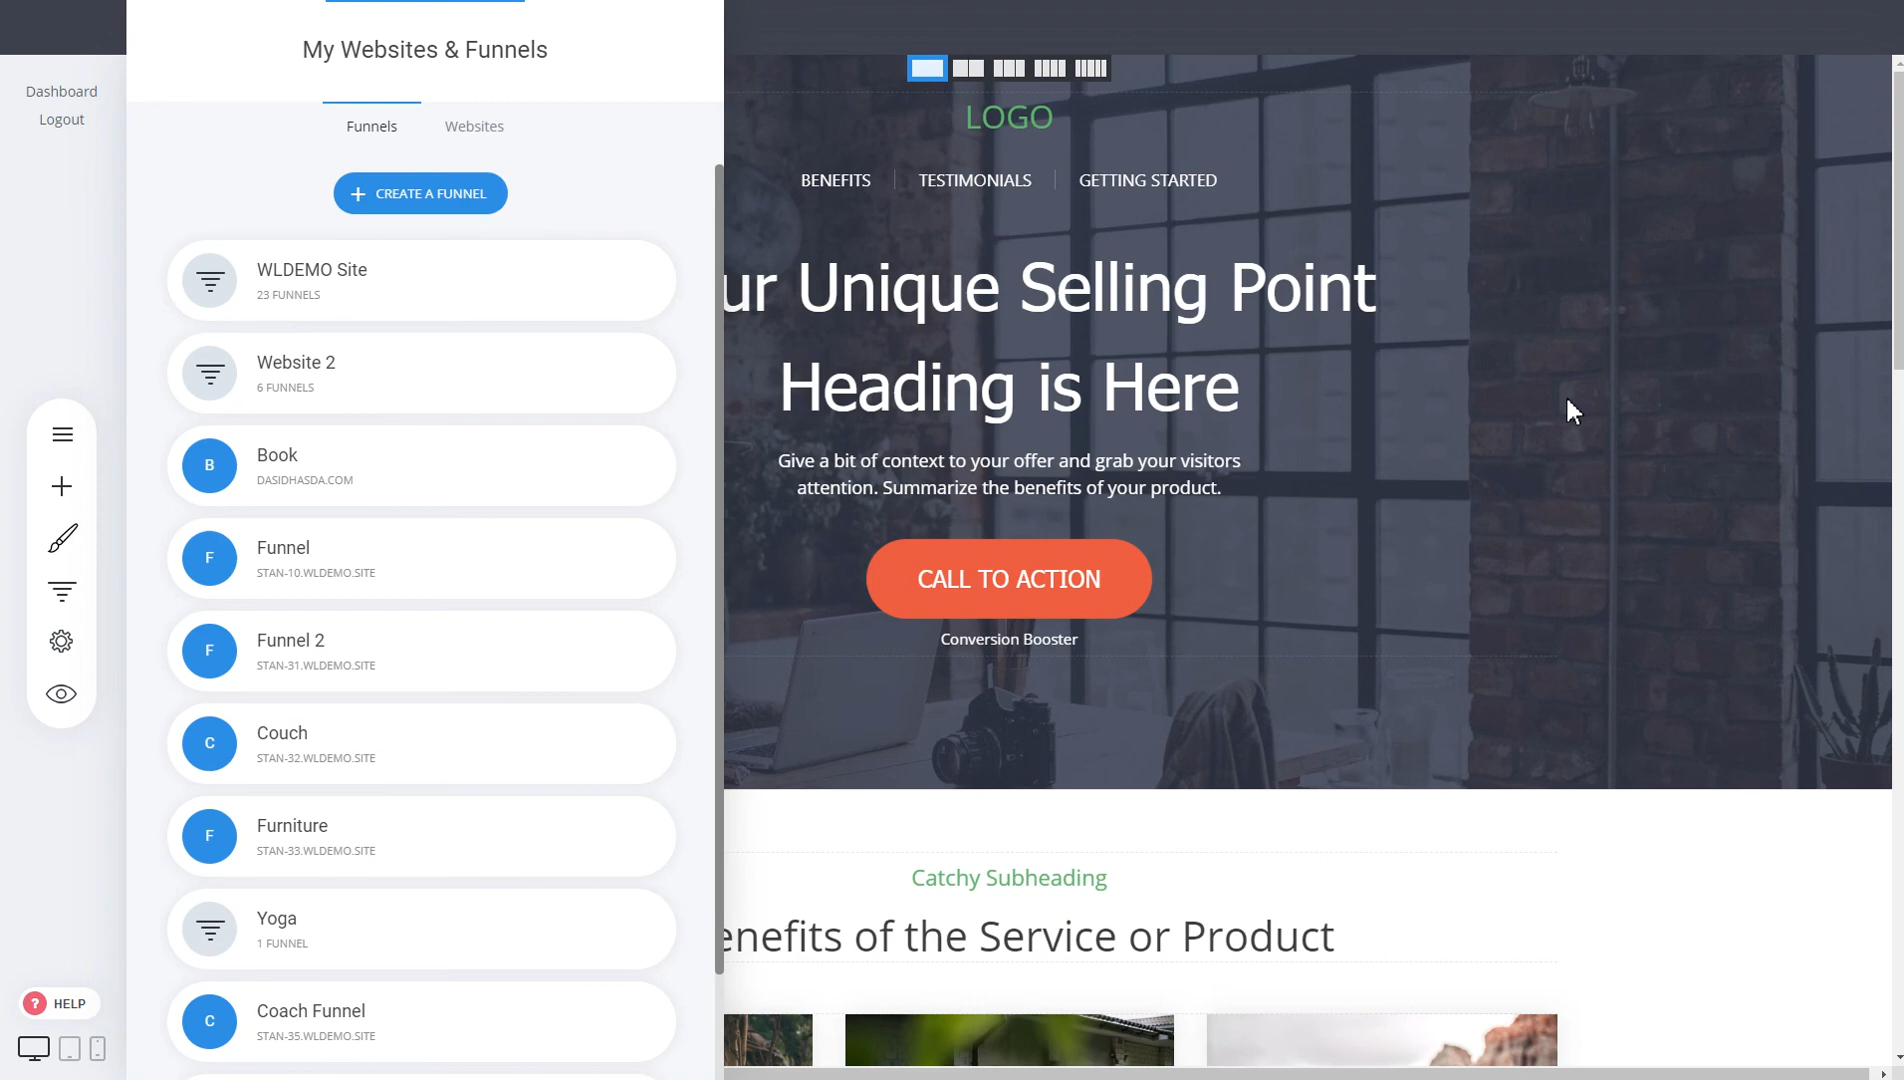 My Websites & Funnels
Dashboard
Logout
Funnels
Websites
+ CREATE A FUNNEL
WLDEMO Site
23 FUNNELS
Website 2
6 FUNNELS
B
Book
DASIDHASDA.COM
F
Funnel
STAN-10.WLDEMO.SITE
F
Funnel 2
STAN-31.WLDEMO.SITE
C
Couch
STAN-32.WLDEMO.SITE
F
Furniture
STAN-33.WLDEMO.SITE
Yoga
1 FUNNEL
C
Coach Funnel
STAN-35.WLDEMO.SITE
? HELP
LOGO
BENEFITS
TESTIMONIALS
GETTING STARTED
ur Unique Selling Point
Heading is Here
Give a bit of context to your offer and grab your visitors
attention. Summarize the benefits of your product.
CALL TO ACTION
Conversion Booster
Catchy Subheading
enefits of the Service or Product